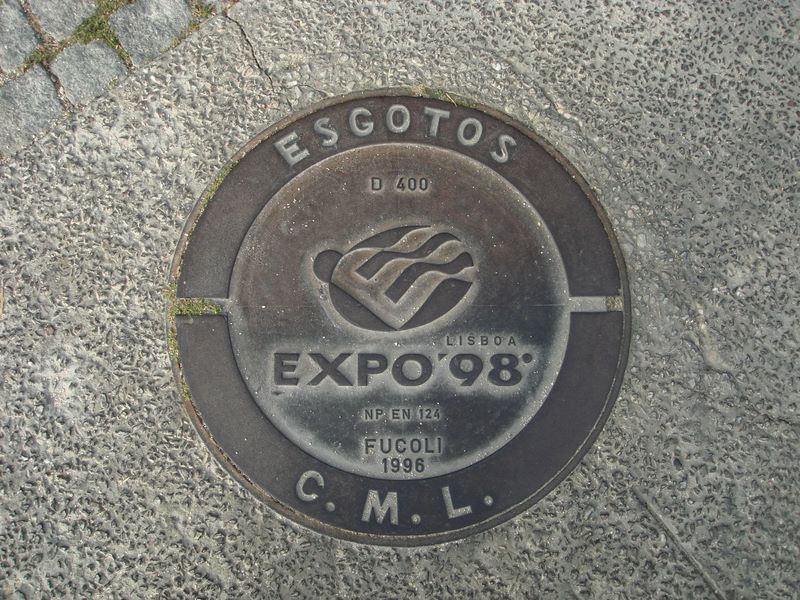 ESGOTOS
D 400
LISBOA
EXPO'98
NP EN 124
FUCOLI
1996
C. M. L.